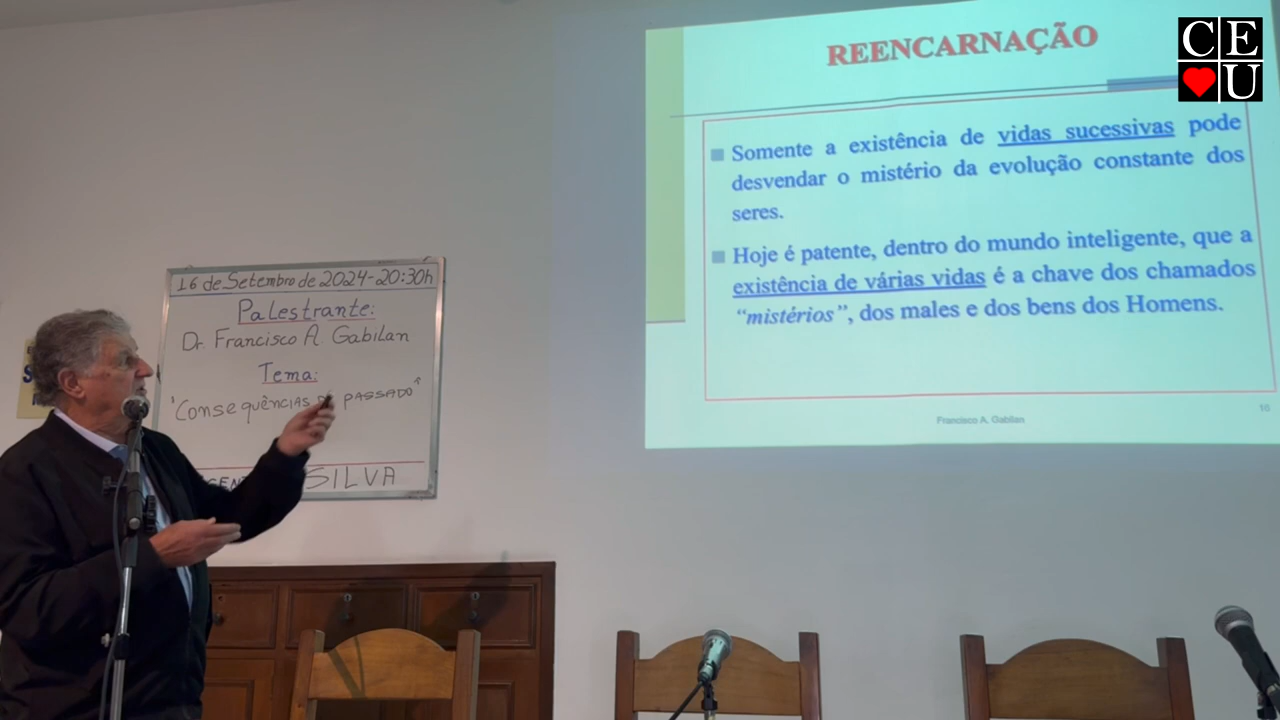 CE
U
REENCARNAÇÃO
Somente a existência de vidas sucessivas pode
desvendar o mistério da evolução constante dos
seres.
Hoje é patente, dentro do mundo inteligente, que a
existência de várias vidas é a chave dos chamados
“mistérios”, dos males e dos bens dos Homens.
Francisco A. Gabilan
10
16 de Setembro de 2024-20:30h
Palestrante:
Dr. Francisco A. Gabilan
Tema:
"Consequências PASSADO"
SILVA